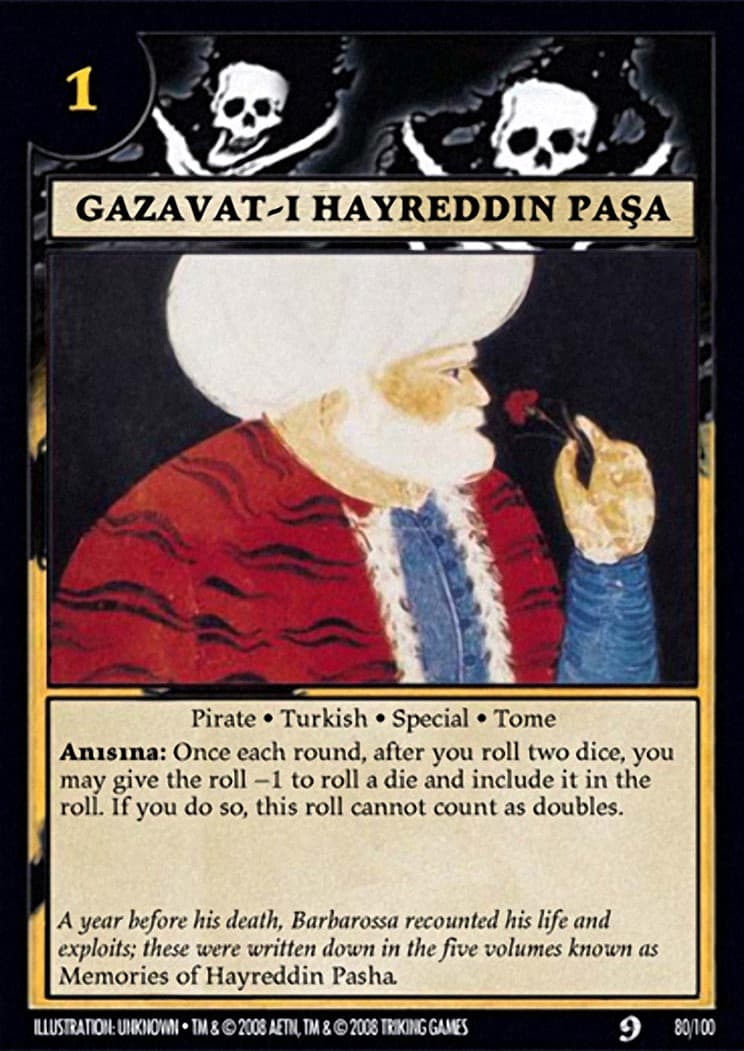 1
GAZAVAT-I HAYREDDIN PAŞA
Pirate • Turkish • Special • Tome
Anısına: Once each round, after you roll two dice, you
may give the roll −1 to roll a die and include it in the
roll. If you do so, this roll cannot count as doubles.
A year before his death, Barbarossa recounted his life and
exploits; these were written down in the five volumes known as
Memories of Hayreddin Pasha.
ILLUSTRATION: UNKNOWN • TM & © 2008 AETN, TM & © 2008 TRIKING GAMES 9 80/100